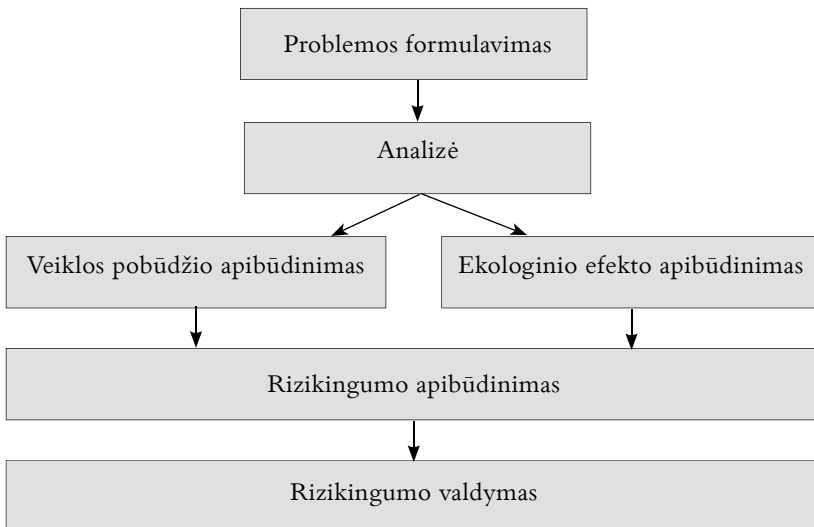 Problemos formulavimas
Analizė
Veiklos pobūdžio apibūdinimas
Ekologinio efekto apibūdinimas
Rizikingumo apibūdinimas
Rizikingumo valdymas